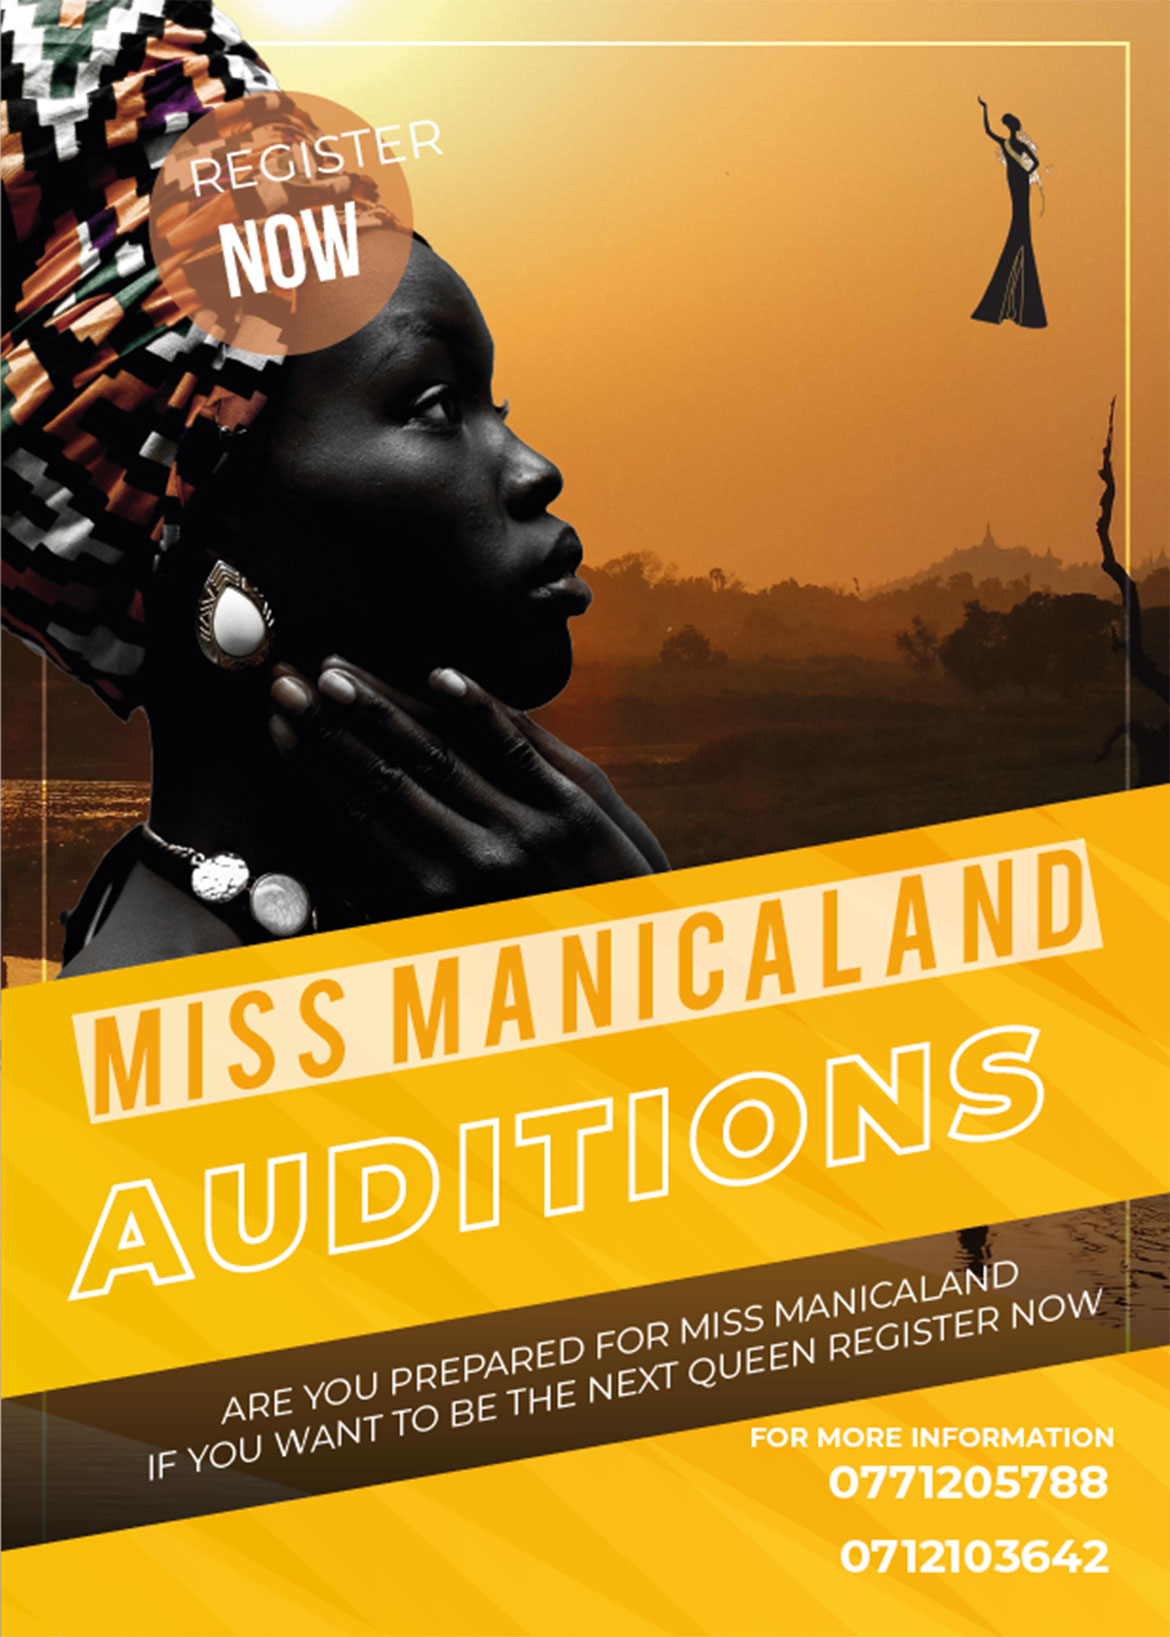 REGISTER
NOW
MISS MANICALAND
AUDITIONS
ARE YOU PREPARED FOR MISS MANICALAND
IF YOU WANT TO BE THE NEXT QUEEN REGISTER NOW
FOR MORE INFORMATION
0771205788
0712103642